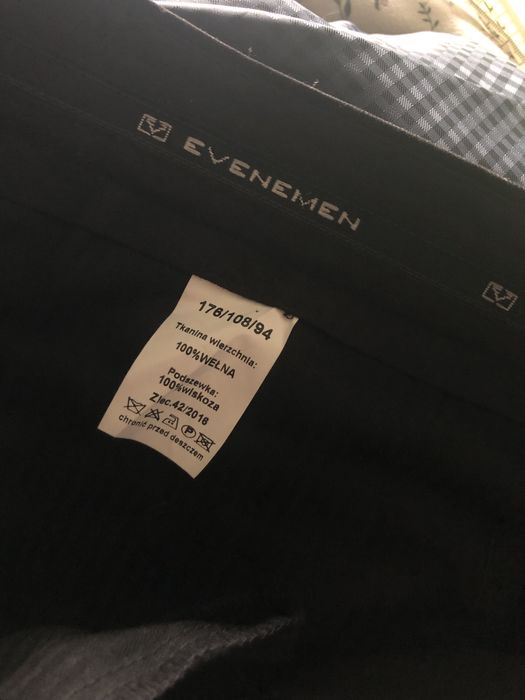 EVENEMEN
176/108/94
Tkanina wierzchnia:
100%WEŁNA
Podszewka:
100%wiskoza
Zlec.42/2016
P
chronić przed deszczem